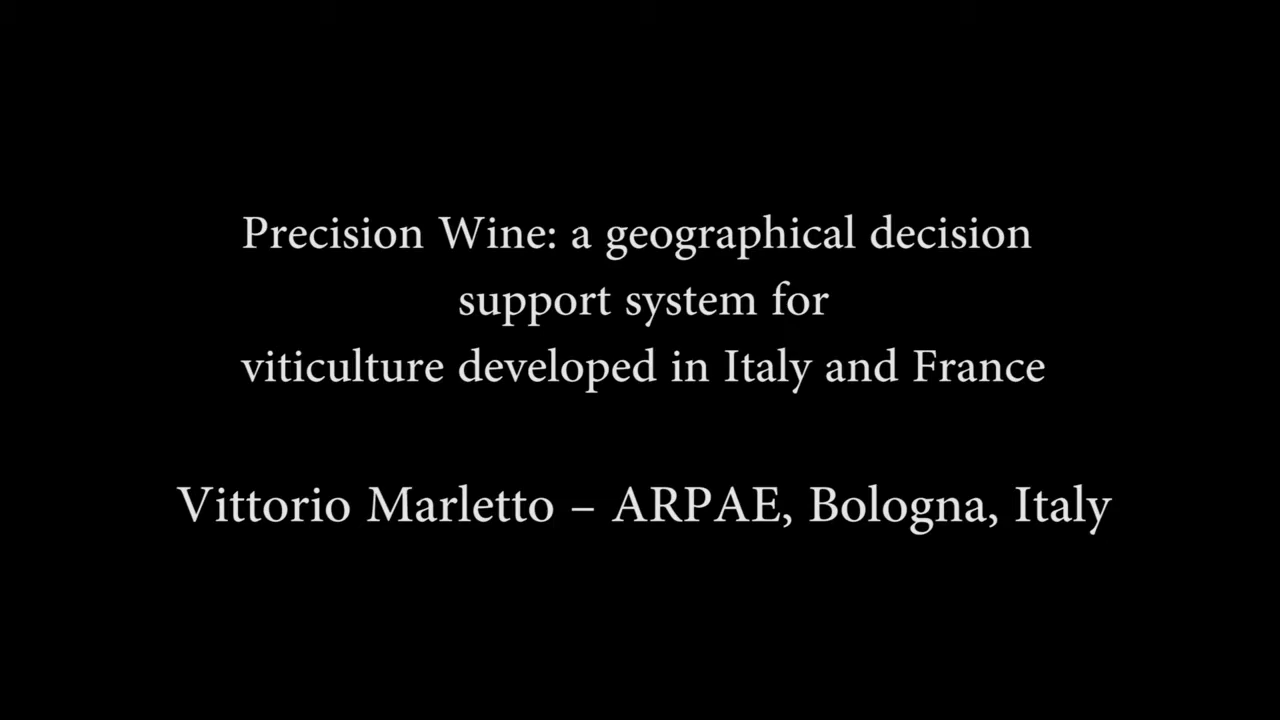 Precision Wine: a geographical decision
support system for
viticulture developed in Italy and France
Vittorio Marletto – ARPAE, Bologna, Italy